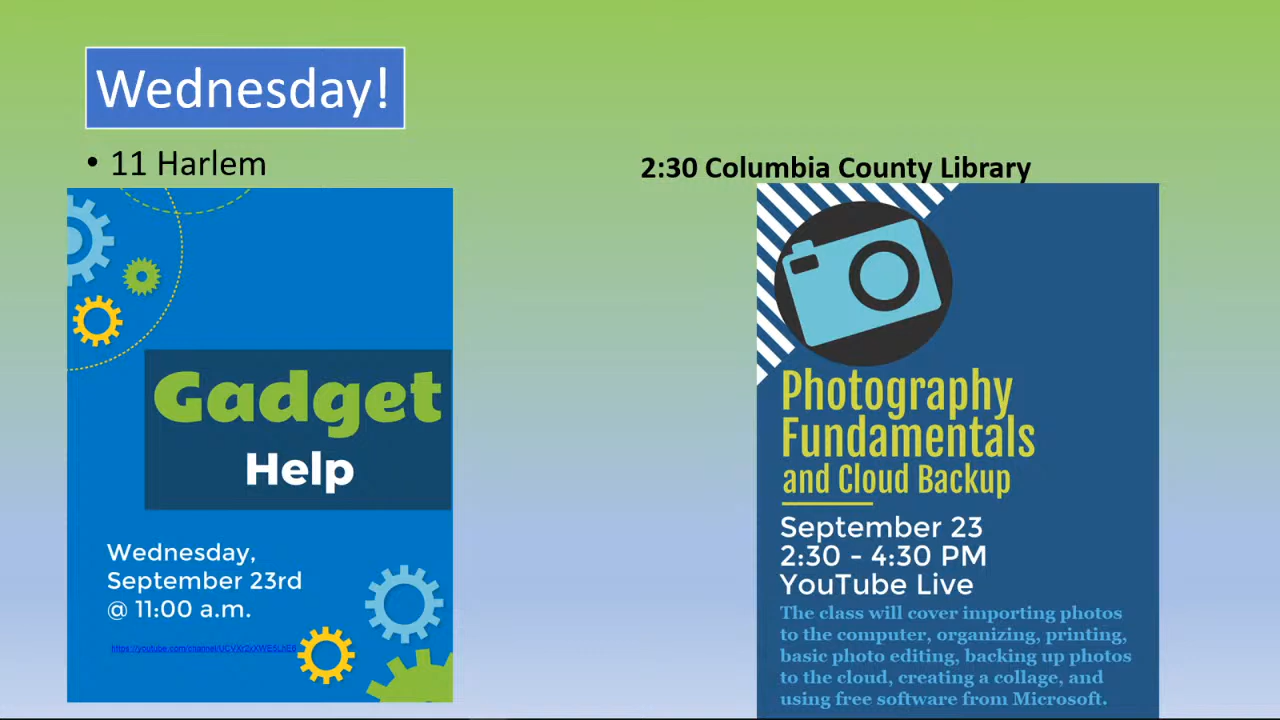 Wednesday!
• 11 Harlem
Gadget
Help
Wednesday,
September 23rd
@ 11:00 a.m.
2:30 Columbia County Library
Photography
Fundamentals
and Cloud Backup
September 23
2:30 - 4:30 PM
YouTube Live
The class will cover importing photos
to the computer, organizing, printing,
basic photo editing, backing up photos
to the cloud, creating a collage, and
using free software from Microsoft.